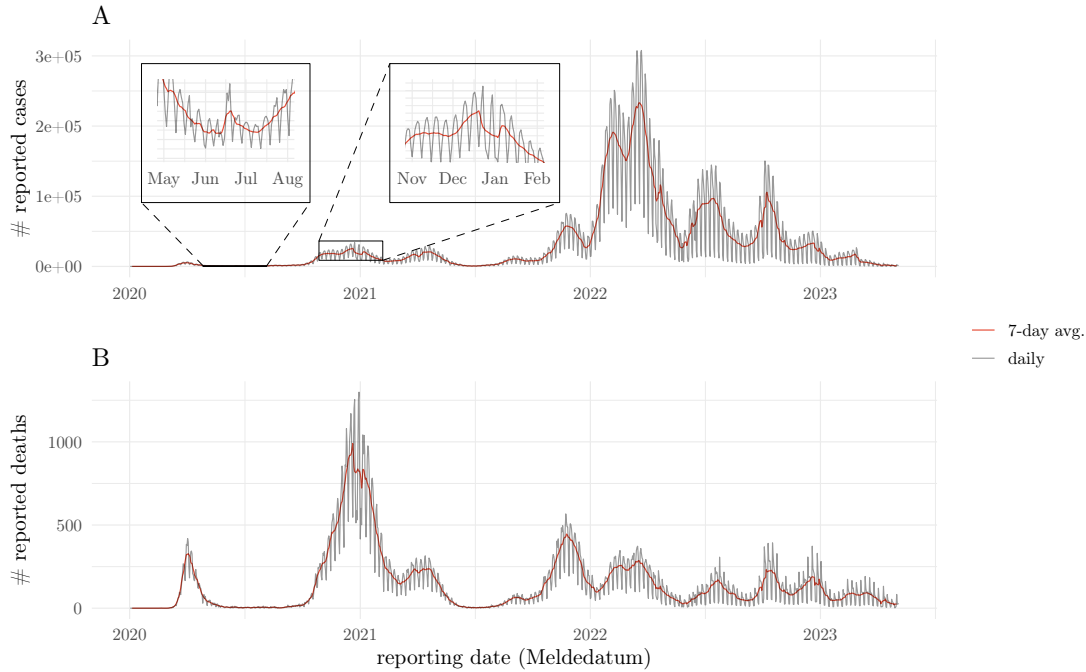 A
# reported cases
3e+05
2e+05
1e+05
0e+00
May Jun Jul Aug
Nov Dec Jan Feb
2020 2021 2022 2023
7-day avg.
daily
B
# reported deaths
1000
500
0
2020 2021 2022 2023
reporting date (Meldedatum)